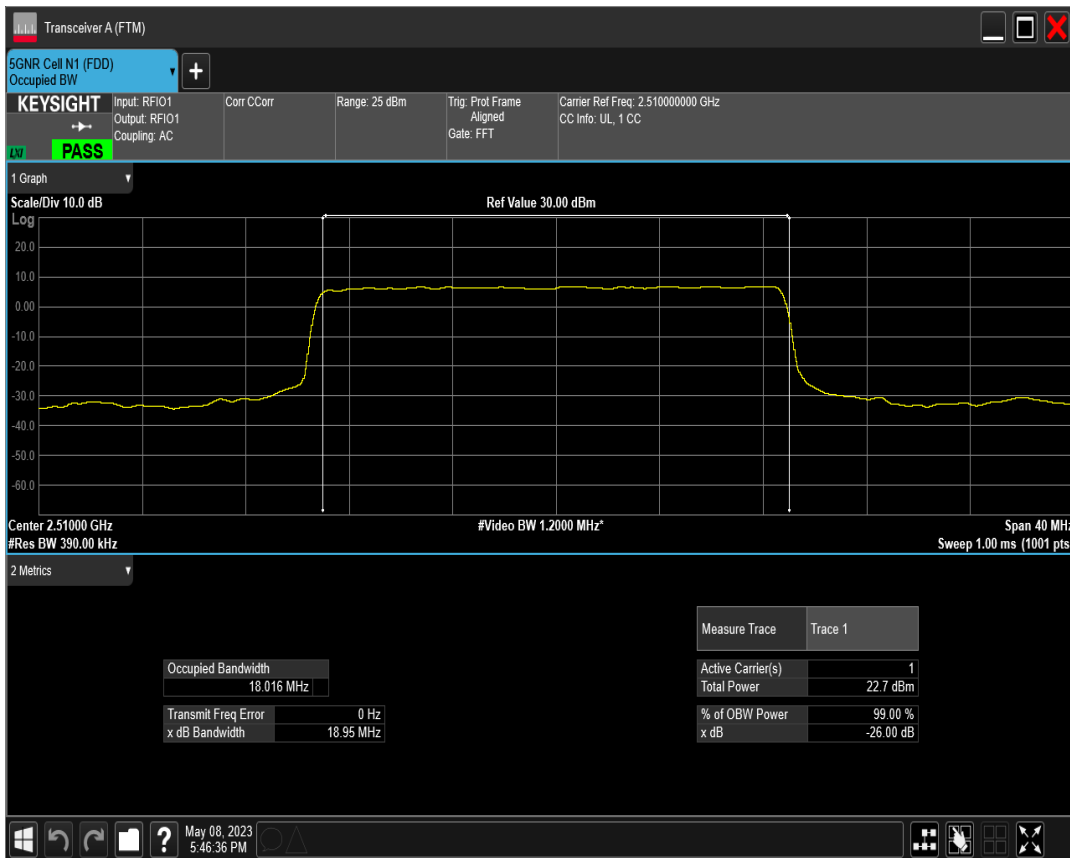 Transceiver A (FTM)
5GNR Cell N1 (FDD)
Occupied BW
+
KEYSIGHT
LXI
PASS
Input: RFIO1
Output: RFIO1
Coupling: AC
Corr CCorr
Range: 25 dBm
Trig: Prot Frame
Aligned
Gate: FFT
Carrier Ref Freq: 2.510000000 GHz
CC Info: UL, 1 CC
1 Graph
Scale/Div 10.0 dB
Ref Value 30.00 dBm
Log
20.0
10.0
0.00
-10.0
-20.0
-30.0
-40.0
-50.0
-60.0
Center 2.51000 GHz
#Video BW 1.2000 MHz*
Span 40 MHz
#Res BW 390.00 kHz
Sweep 1.00 ms (1001 pts
2 Metrics
Measure Trace Trace 1
Occupied Bandwidth
18.016 MHz
Active Carrier(s) 1
Total Power 22.7 dBm
Transmit Freq Error 0 Hz
x dB Bandwidth 18.95 MHz
% of OBW Power 99.00 %
x dB -26.00 dB
?
May 08, 2023
5:46:36 PM